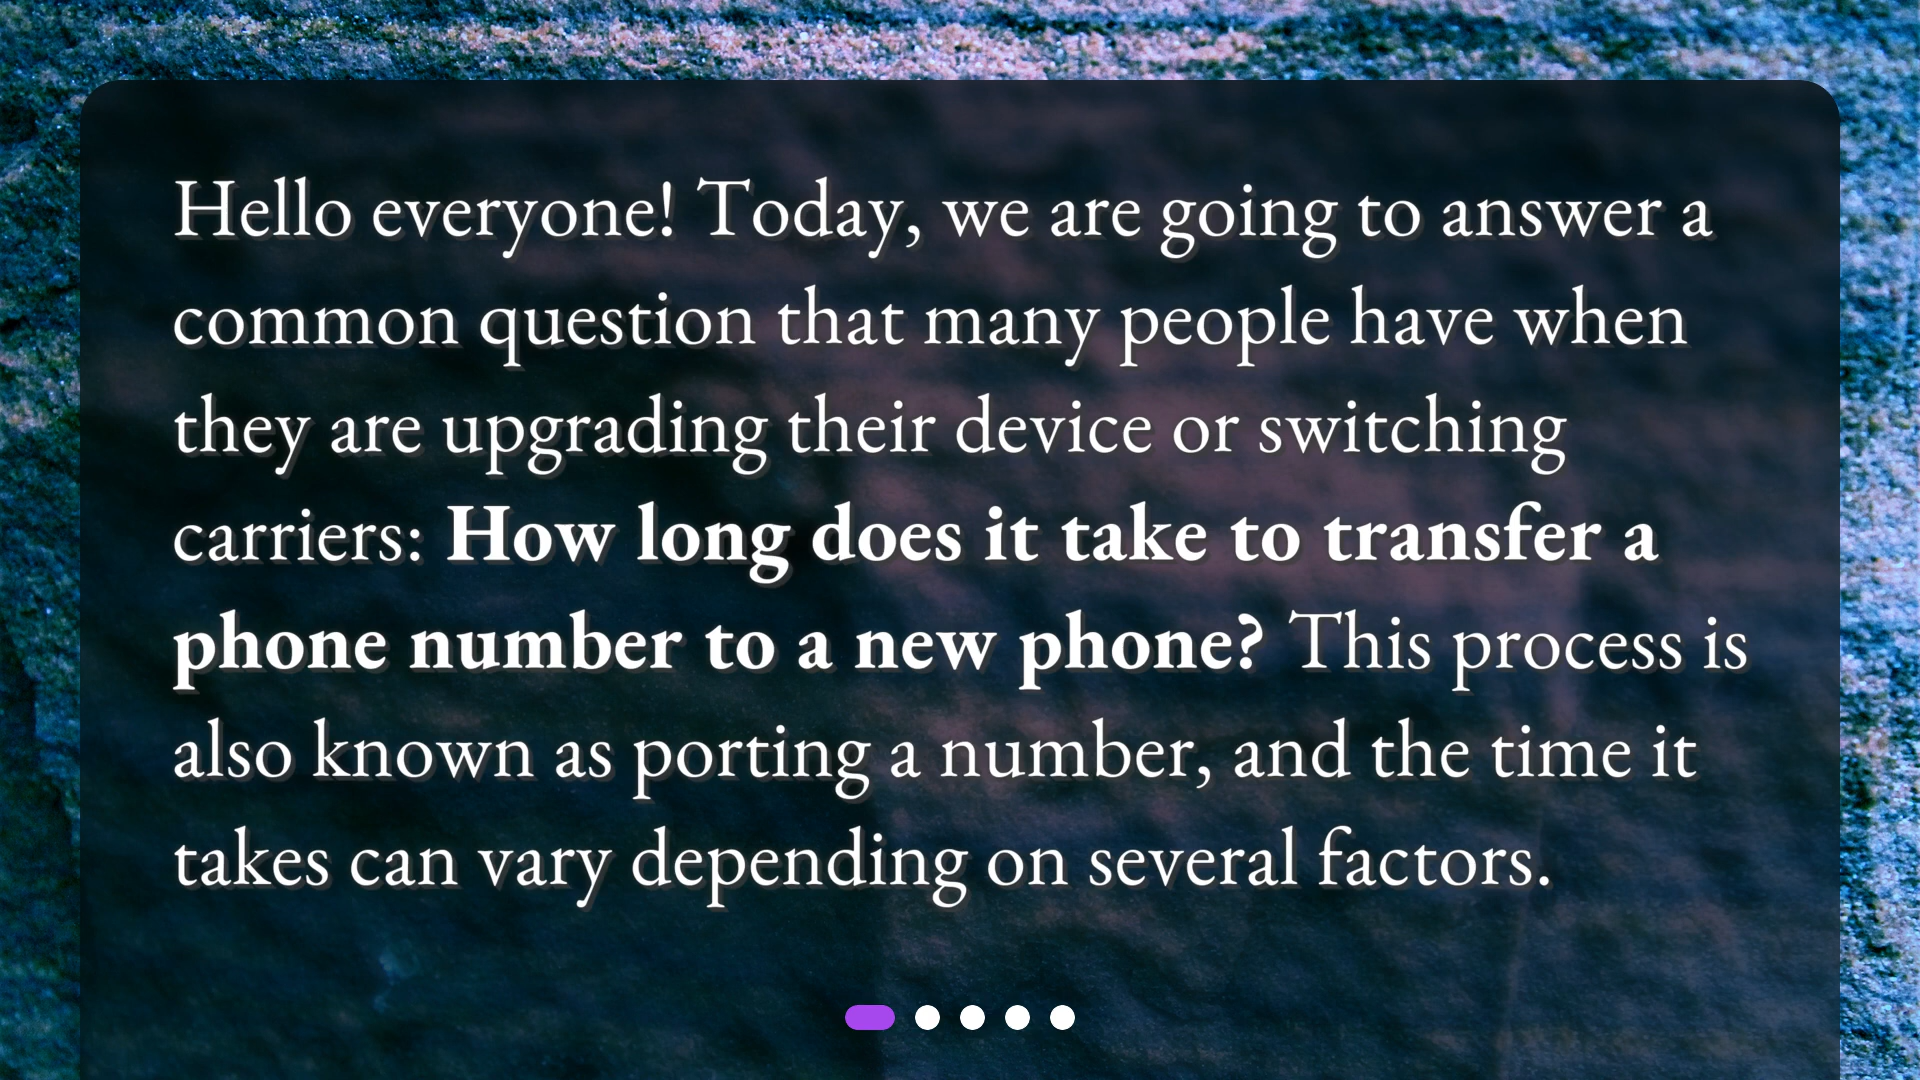 Hello everyone! Today, we are going to answer a
common question that many people have when
they are upgrading their device or switching
carriers: How long does it take to transfer a
phone number to a new phone? This process is
also known as porting a number, and the time it
takes can vary depending on several factors.